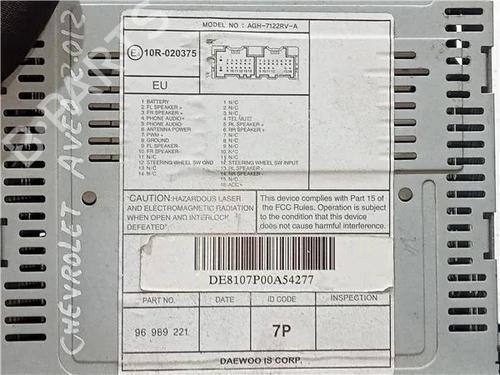 MODEL NO : AGH-7122RV-A
10R-020375
EU
1 BATTERY
2 FL SPEAKER+
3 FR SPEAKER+
4 PHONE AUDIO+
5 PHONE AUDIO-
6 ANTENNA POWER
7 PWM +
8 GROUND
9 FL SPEAKER-
10 FR SPEAKER-
11 N/C
12 STEERING WHEEL SW GND
13 N/C
14 N/C
1 N/C
2 N/C
3 N/C
4 TEL MUTE
5 RL SPEAKER+
6 RR SPEAKER+
7 N/C
8 N/C
9 N/C
10 N/C
11 N/C
12 STEERING WHEEL SW INPUT
13 RL SPEAKER-
14 RR SPEAKER-
15 N/C
16 ACC+
"CAUTION: HAZARDOUS LASER
AND ELECTROMAGNETIC RADIATION
WHEN OPEN AND INTERLOCK
DEFEATED"
This device complies with Part 15 of
the FCC Rules. Operation is subject
to the condition that this device
does not cause harmful interference.
DE8107P00A54277
PART NO. DATE ID CODE INSPECTION
96 989 221 7P
DAEWOO IS CORP.
CHEVROLET AVEO 2.012
B-PARTS